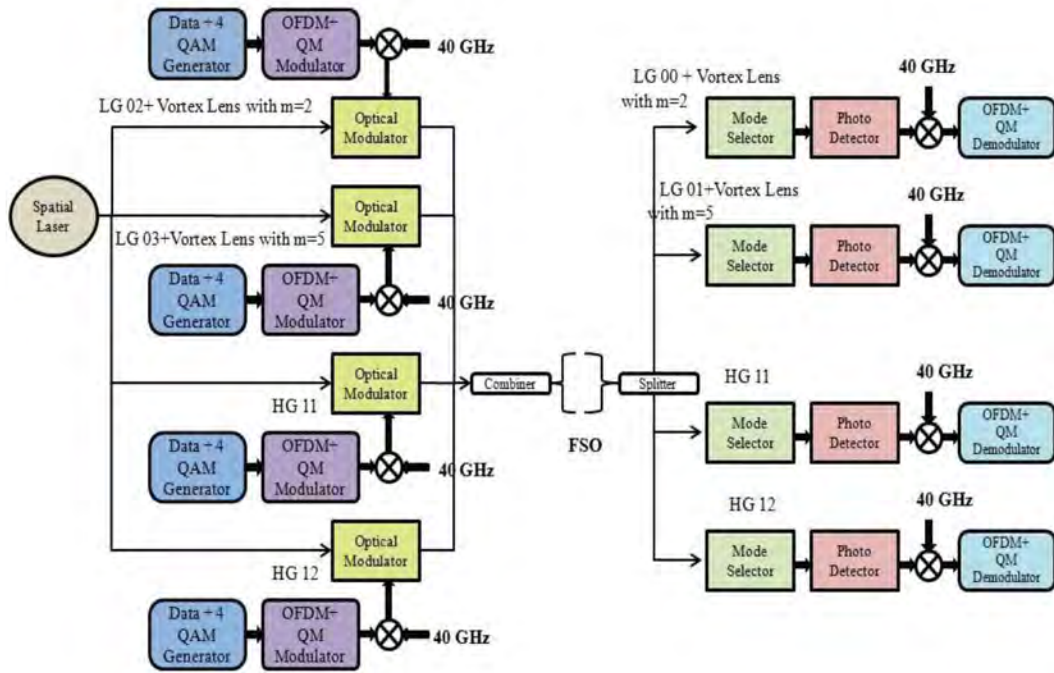 Data + 4
QAM
Generator
OFDM+
QM
Modulator
40 GHz
LG 02+ Vortex Lens with m=2
Optical
Modulator
Spatial
Laser
Optical
Modulator
LG 03+Vortex Lens with m=5
Data + 4
QAM
Generator
OFDM+
QM
Modulator
40 GHz
Optical
Modulator
HG 11
Data + 4
QAM
Generator
OFDM+
QM
Modulator
40 GHz
Optical
Modulator
HG 12
Data + 4
QAM
Generator
OFDM+
QM
Modulator
40 GHz
Combiner
FSO
Splitter
LG 00 + Vortex Lens
with m=2
Mode
Selector
Photo
Detector
40 GHz
OFDM+
QM
Demodulator
LG 01+Vortex Lens
with m=5
Mode
Selector
Photo
Detector
40 GHz
OFDM+
QM
Demodulator
HG 11
Mode
Selector
Photo
Detector
40 GHz
OFDM+
QM
Demodulator
HG 12
Mode
Selector
Photo
Detector
40 GHz
OFDM+
QM
Demodulator